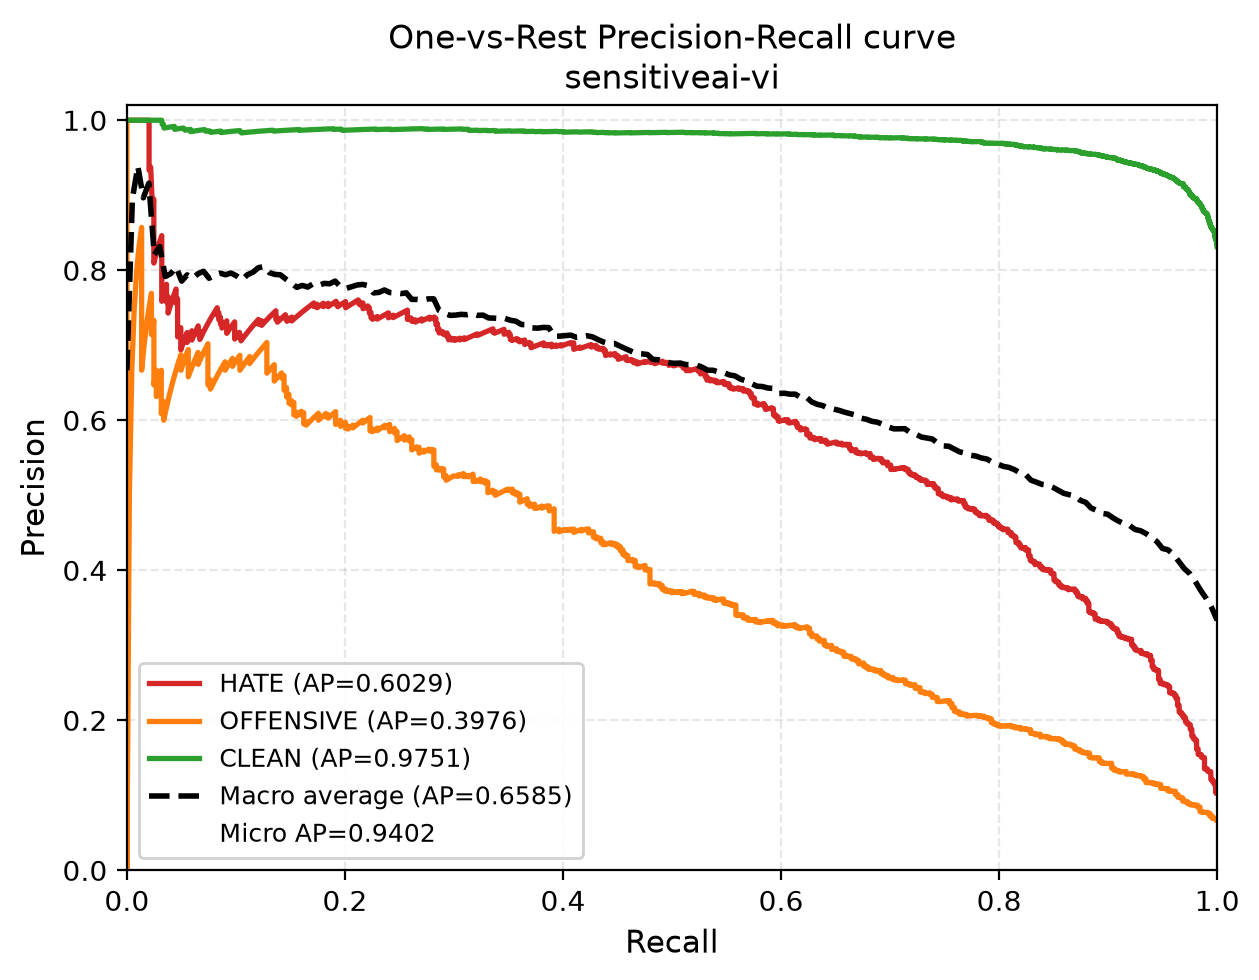 One-vs-Rest Precision-Recall curve
sensitiveai-vi
Precision
1.0
0.8
0.6
0.4
0.2
0.0
HATE (AP=0.6029)
OFFENSIVE (AP=0.3976)
CLEAN (AP=0.9751)
Macro average (AP=0.6585)
Micro AP=0.9402
0.0 0.2 0.4 0.6 0.8 1.0
Recall